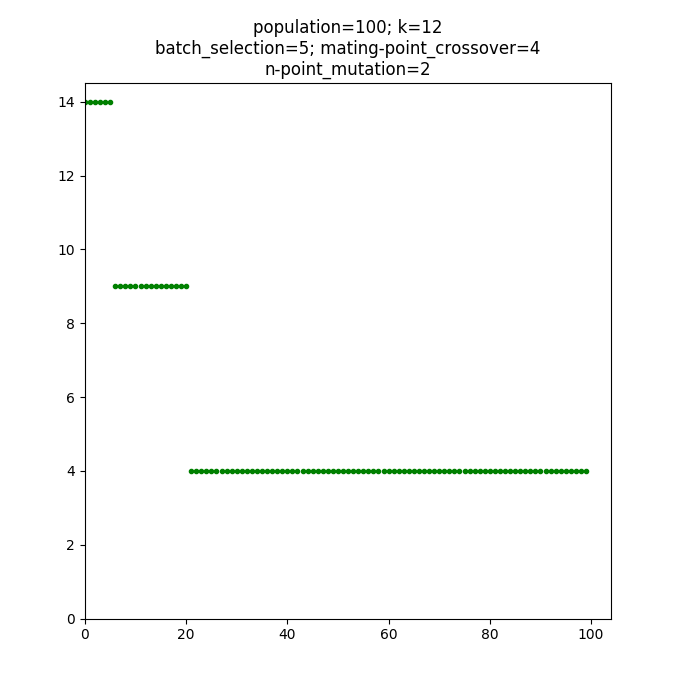 population=100; k=12
batch_selection=5; mating-point_crossover=4
n-point_mutation=2
14
12
10
8
6
4
2
0
0 20 40 60 80 100